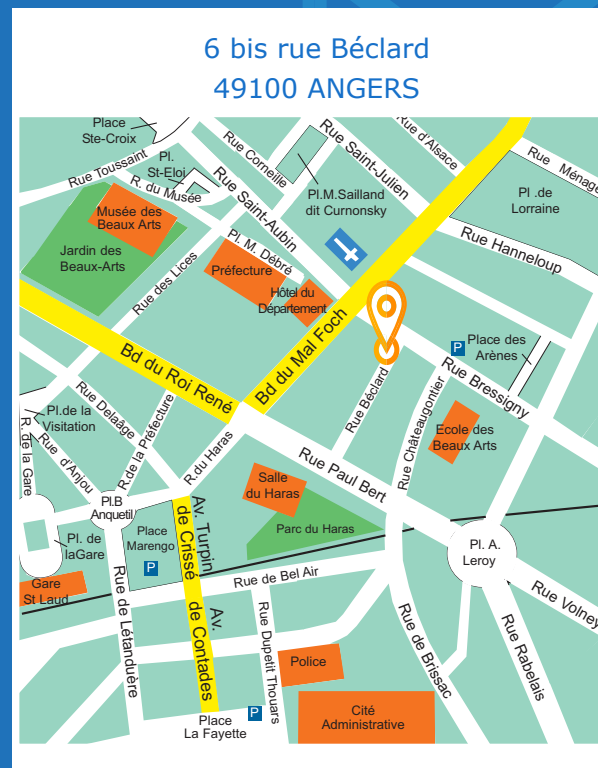 6 bis rue Béclard
49100 ANGERS
Place
Ste-Croix
Rue Toussaint
Pl.
St-Eloi
R. du Musée
Rue Corneille
Rue Saint-Aubin
Rue Saint-Julien
Rue d'Alsace
Rue Ménage
Pl .de
Lorraine
Rue Hanneloup
Pl.M.Sailland
dit Curnonsky
Musée des
Beaux Arts
Jardin des
Beaux-Arts
Rue des Lices
Pl. M. Débré
Préfecture
Hôtel du
Département
Bd du Roi René
Bd du Mal Foch
P
Place des
Arènes
Rue Bressigny
Rue Béclard
Rue Châteaugontier
Ecole des
Beaux Arts
Pl.de la
Visitation
R. de la Gare
Rue Delaâge
Rue d'Anjou
R.de la Préfecture
R.du Haras
Rue Paul Bert
Salle
du Haras
Parc du Haras
Pl.B
Anquetil
Place
Marengo
P
Av. Turpin
de Crissé
Pl. de
laGare
Gare
St Laud
Rue de Bel Air
Pl. A.
Leroy
Rue Volney
Rue Rabelais
Rue de Brissac
Rue de Létanduère
Av.
de Contades
Rue Dupetit Thouars
Police
Cité
Administrative
Place
La Fayette
P